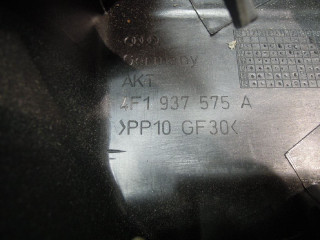 Germany
AKT
4F1 937 575 A
>PP10 GF30<